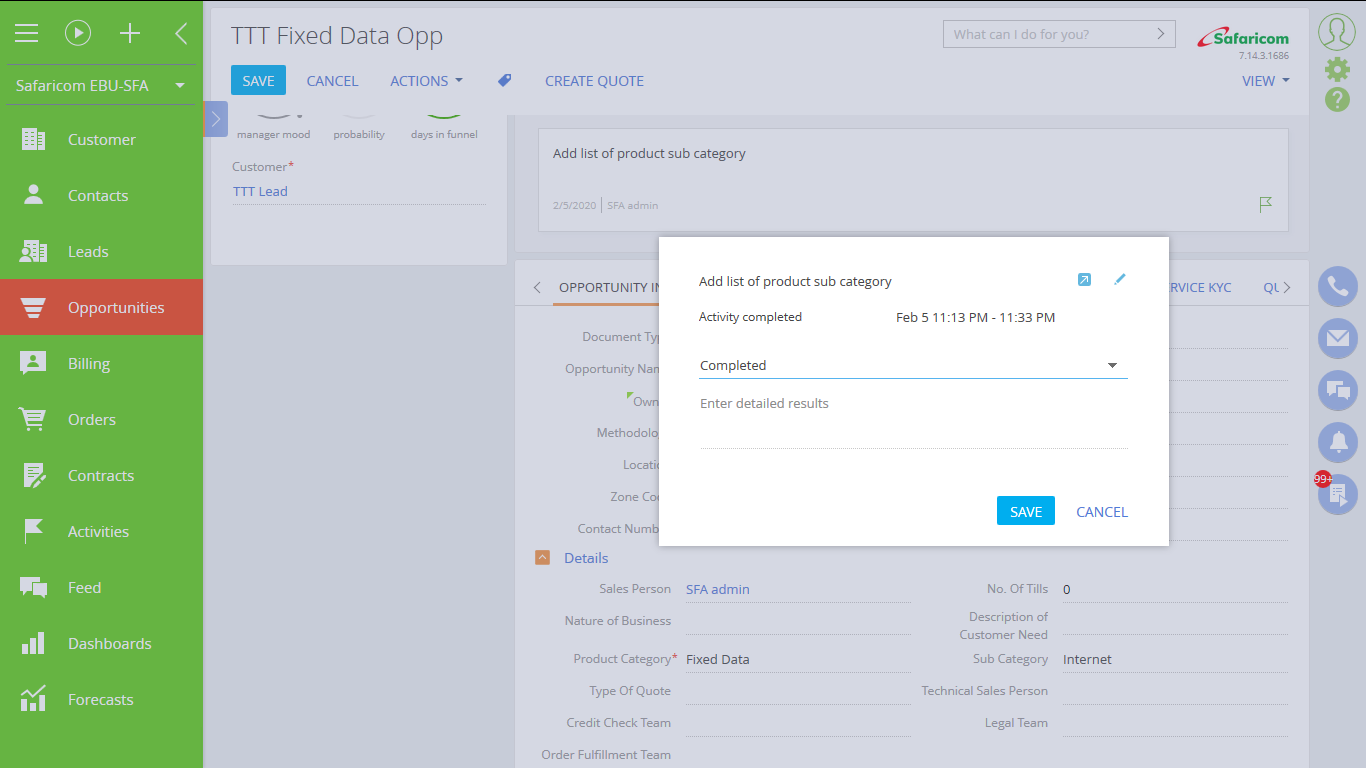 TTT Fixed Data Opp
What can I do for you?
Safaricom
7.14.3.1686
SAVE CANCEL ACTIONS CREATE QUOTE VIEW
Safaricom EBU-SFA
Customer
Contacts
Leads
Opportunities
Billing
Orders
Contracts
Activities
Feed
Dashboards
Forecasts
manager mood probability days in funnel
Customer*
TTT Lead
Add list of product sub category
2/5/2020 SFA admin
OPPORTUNITY IN
RVICE KYC QU
Document Typ
Opportunity Nam
Own
Methodolo
Locatio
Zone Co
Contact Numb
Add list of product sub category
Activity completed Feb 5 11:13 PM - 11:33 PM
Completed
Enter detailed results
SAVE CANCEL
Details
Sales Person SFA admin No. Of Tills 0
Nature of Business Description of
Customer Need
Product Category* Fixed Data Sub Category Internet
Type Of Quote Technical Sales Person
Credit Check Team Legal Team
Order Fulfillment Team
99+